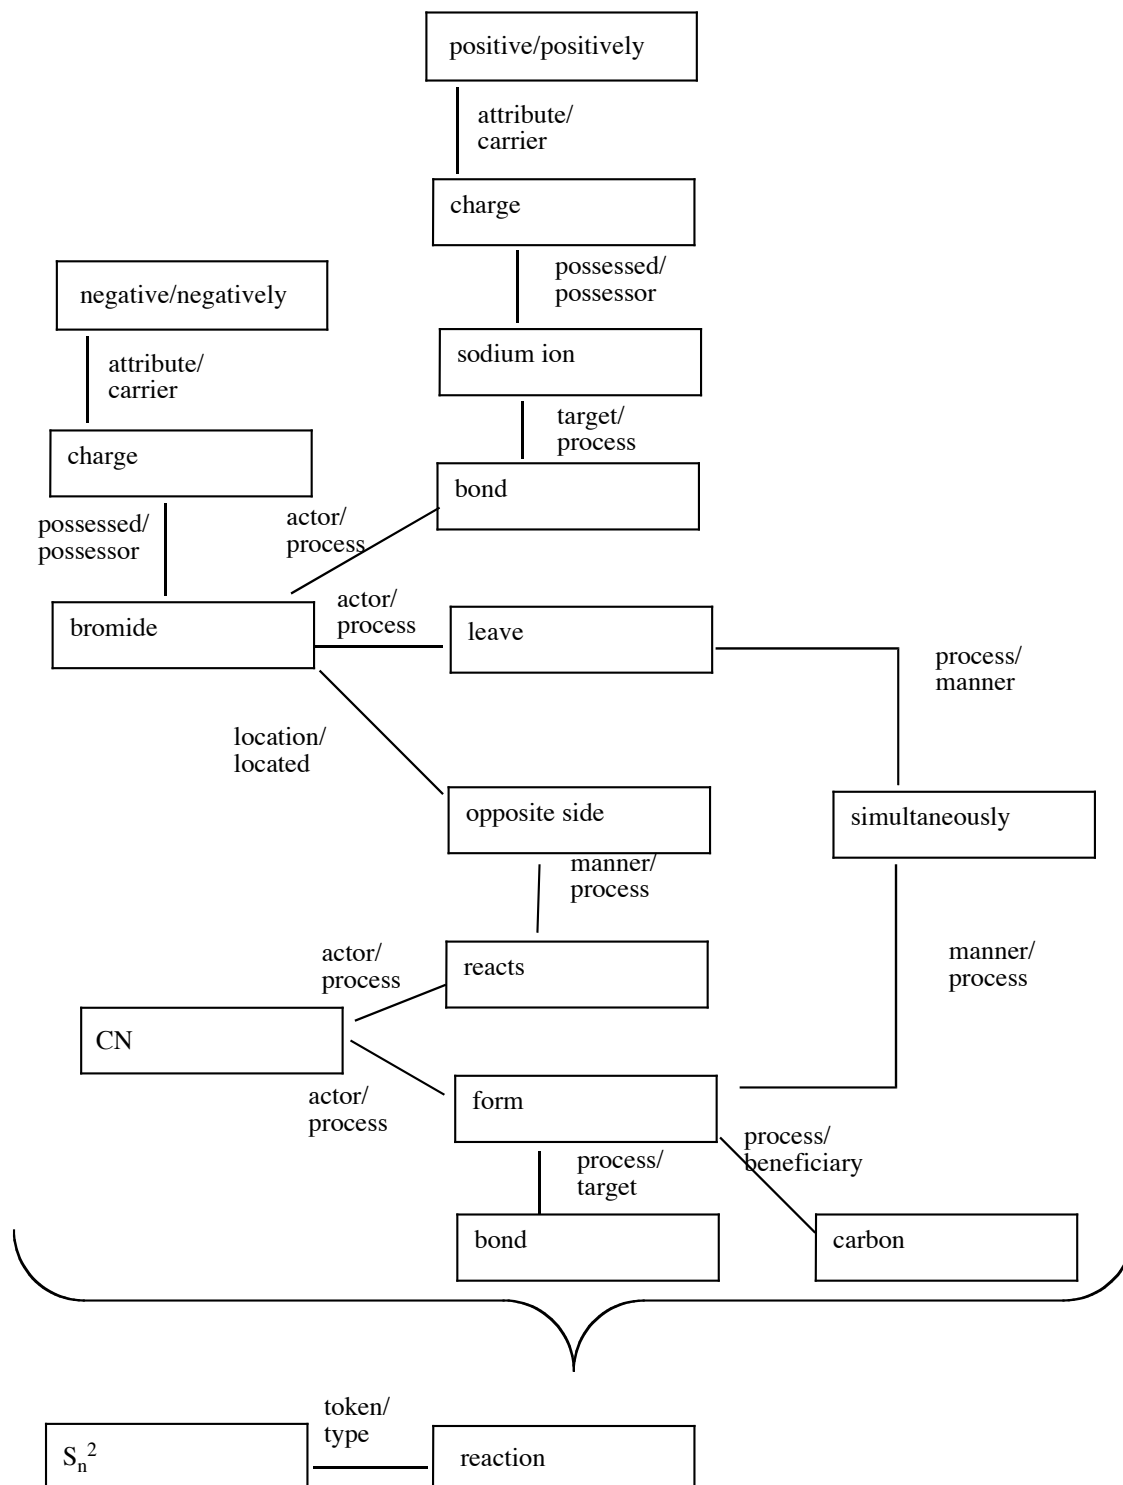 positive/positively
attribute/
carrier
charge
possessed/
possessor
negative/negatively
sodium ion
attribute/
carrier
target/
process
charge
bond
possessed/
possessor
actor/
process
actor/
process
bromide
leave
process/
manner
location/
located
opposite side
simultaneously
manner/
process
actor/
process
reacts
manner/
process
CN
actor/
process
form
process/
beneficiary
process/
target
bond
carbon
token/
type
Sₙ²
reaction